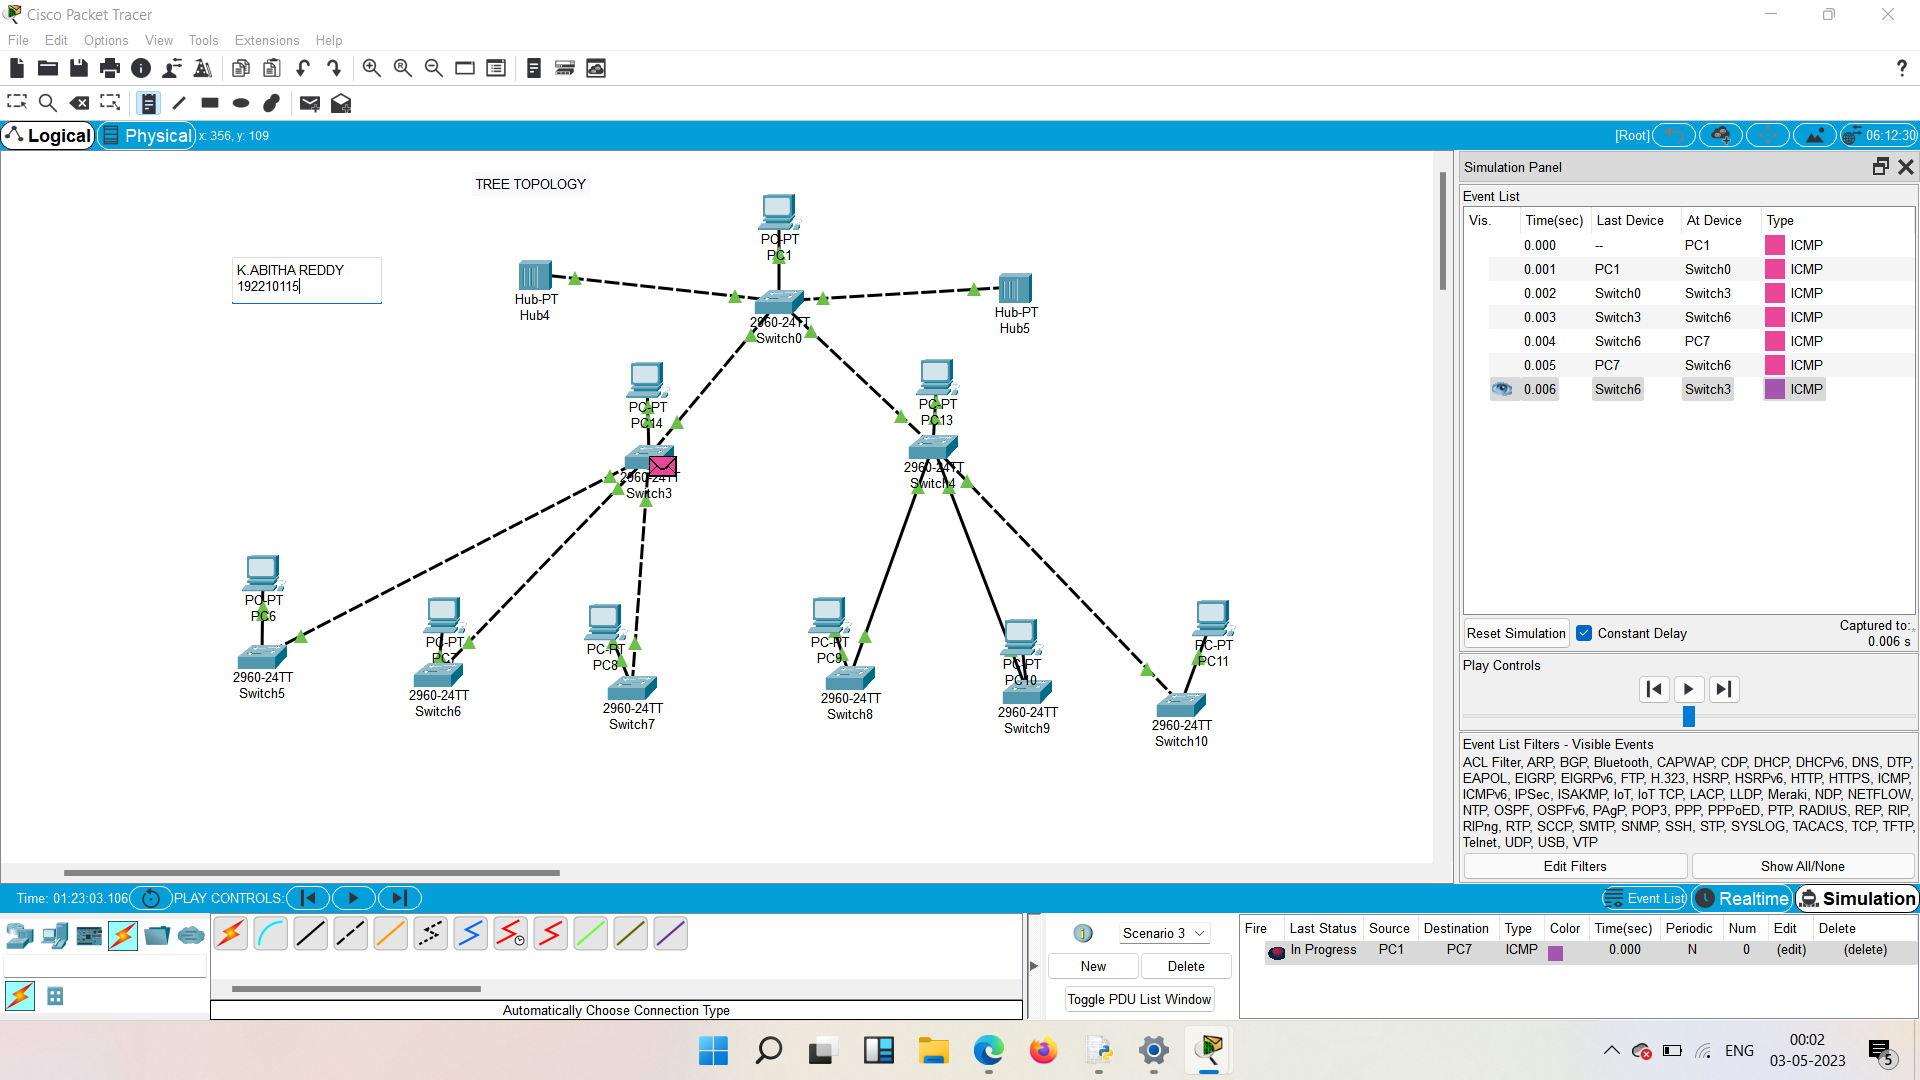 Cisco Packet Tracer
File Edit Options View Tools Extensions Help
?
Logical Physical x: 356, y: 109 [Root] 06:12:30
TREE TOPOLOGY
K.ABITHA REDDY
192210115
PC-PT
PC1
Hub-PT
Hub4
Hub-PT
Hub5
2960-24TT
Switch0
PC-PT
PC14
PC-PT
PC13
2960-24TT
Switch3
2960-24TT
Switch4
PC-PT
PC6
PC-PT
PC7
PC-PT
PC8
PC-PT
PC9
PC-PT
PC10
PC-PT
PC11
2960-24TT
Switch5
2960-24TT
Switch6
2960-24TT
Switch7
2960-24TT
Switch8
2960-24TT
Switch9
2960-24TT
Switch10
Simulation Panel
Event List
Vis. Time(sec) Last Device At Device Type
0.000 -- PC1 ICMP
0.001 PC1 Switch0 ICMP
0.002 Switch0 Switch3 ICMP
0.003 Switch3 Switch6 ICMP
0.004 Switch6 PC7 ICMP
0.005 PC7 Switch6 ICMP
0.006 Switch6 Switch3 ICMP
Reset Simulation Constant Delay Captured to:
0.006 s
Play Controls
Event List Filters - Visible Events
ACL Filter, ARP, BGP, Bluetooth, CAPWAP, CDP, DHCP, DHCPv6, DNS, DTP,
EAPOL, EIGRP, EIGRPv6, FTP, H.323, HSRP, HSRPv6, HTTP, HTTPS, ICMP,
ICMPv6, IPSec, ISAKMP, IoT, IoT TCP, LACP, LLDP, Meraki, NDP, NETFLOW,
NTP, OSPF, OSPFv6, PAgP, POP3, PPP, PPPoED, PTP, RADIUS, REP, RIP,
RIPng, RTP, SCCP, SMTP, SNMP, SSH, STP, SYSLOG, TACACS, TCP, TFTP,
Telnet, UDP, USB, VTP
Edit Filters Show All/None
Time: 01:23:03.106 PLAY CONTROLS: Event List Realtime Simulation
Scenario 3
New Delete
Toggle PDU List Window
Automatically Choose Connection Type
Fire Last Status Source Destination Type Color Time(sec) Periodic Num Edit Delete
In Progress PC1 PC7 ICMP 0.000 N 0 (edit) (delete)
ENG
00:02
03-05-2023
5